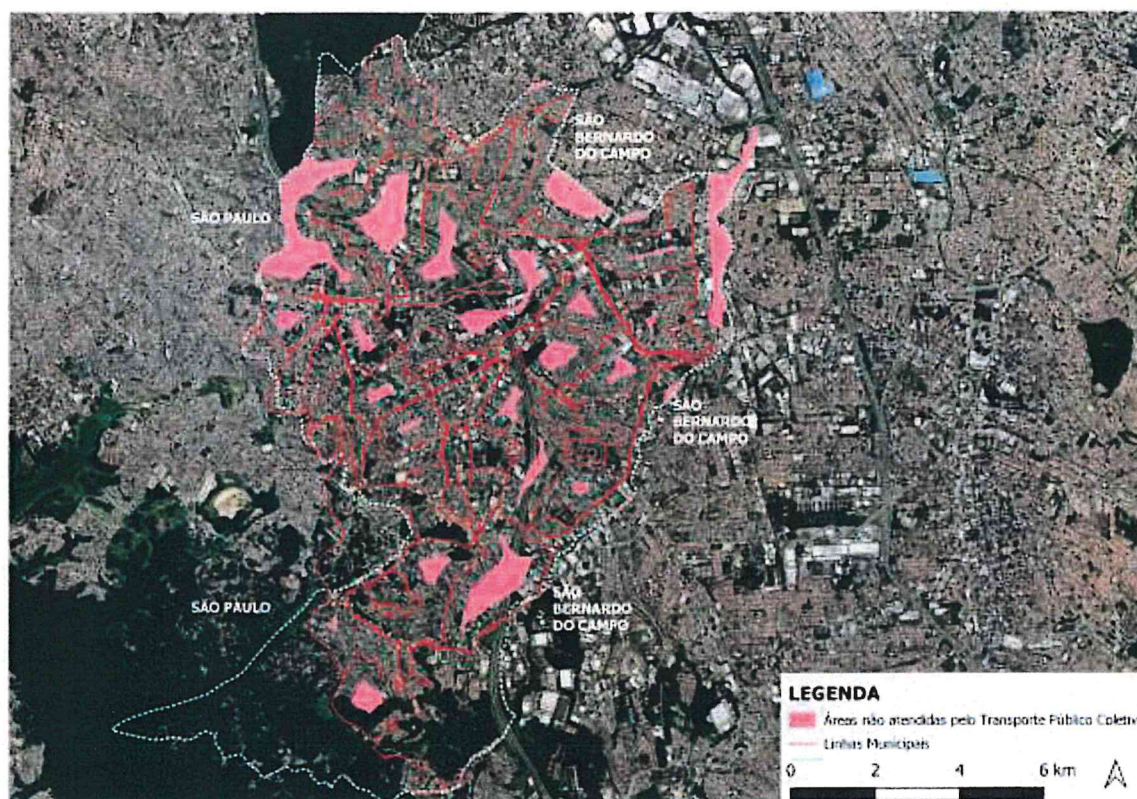 SÃO
BERNARDO
DO CAMPO
SÃO PAULO
SÃO
BERNARDO
DO CAMPO
SÃO PAULO
SÃO
BERNARDO
DO CAMPO
LEGENDA
Áreas não atendidas pelo Transporte Público Coletiv
Linhas Municipais
0 2 4 6 km